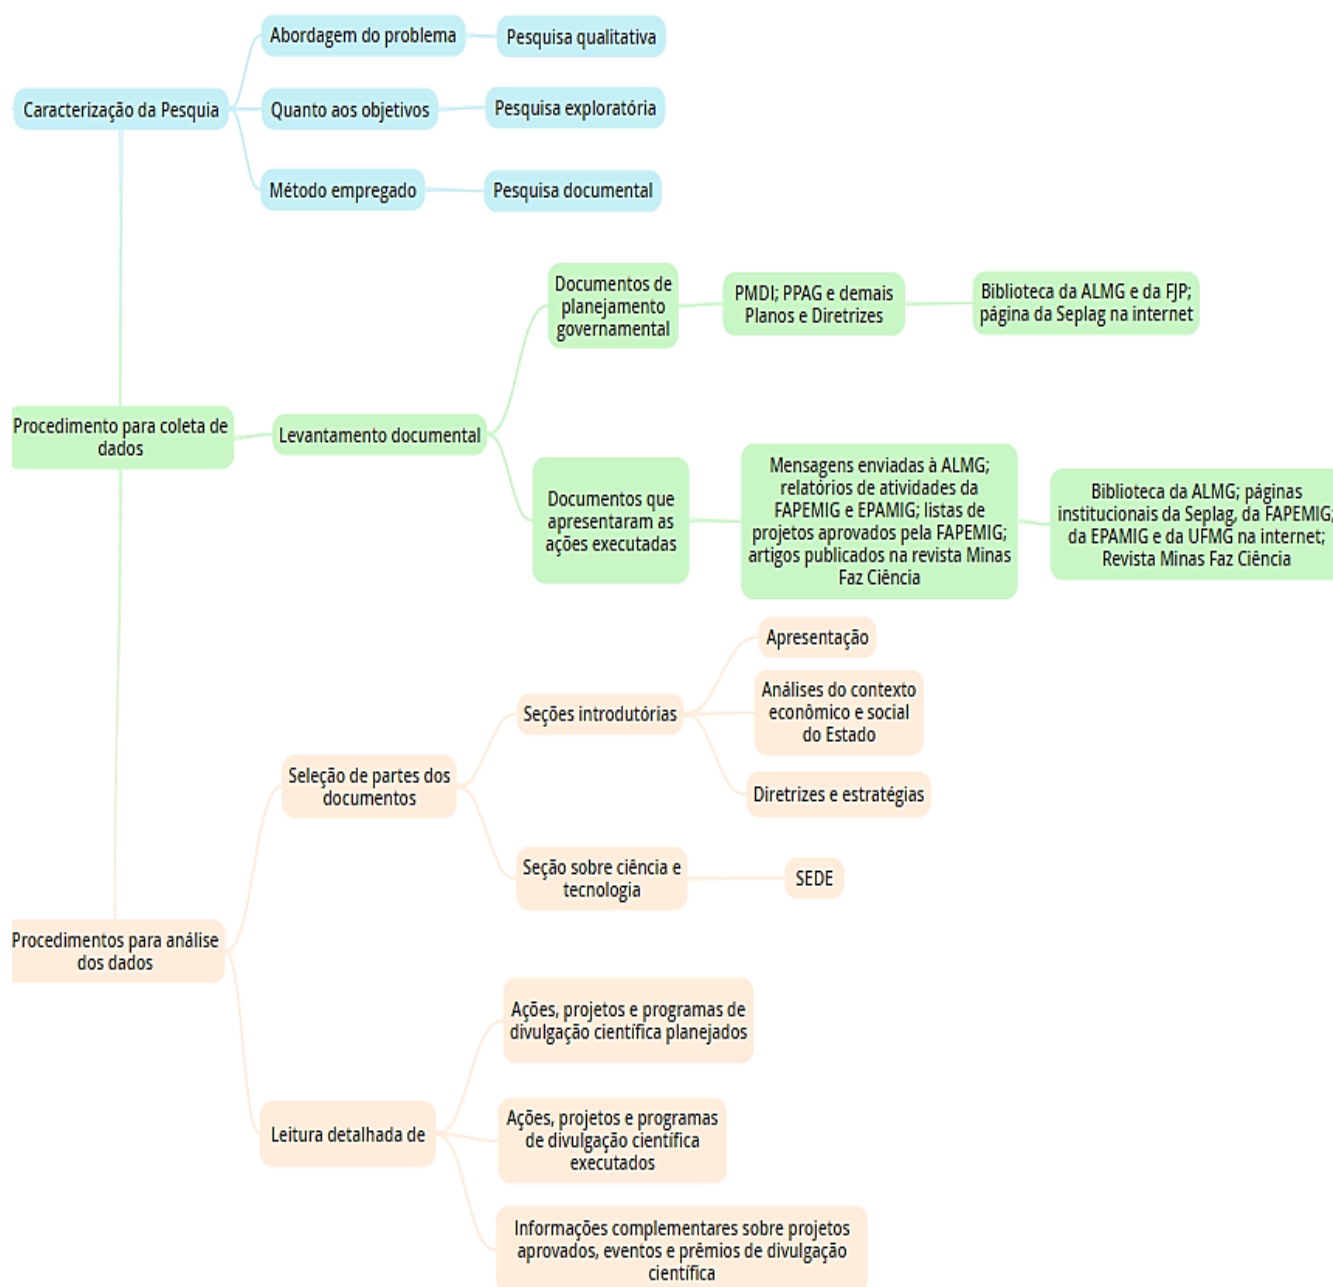 Abordagem do problema
Pesquisa qualitativa
Caracterização da Pesquia
Quanto aos objetivos
Pesquisa exploratória
Método empregado
Pesquisa documental
Documentos de
planejamento
governamental
PMDI; PPAG e demais
Planos e Diretrizes
Biblioteca da ALMG e da FJP;
página da Seplag na internet
Procedimento para coleta de
dados
Levantamento documental
Documentos que
apresentaram as
ações executadas
Mensagens enviadas à ALMG;
relatórios de atividades da
FAPEMIG e EPAMIG; listas de
projetos aprovados pela FAPEMIG;
artigos publicados na revista Minas
Faz Ciência
Biblioteca da ALMG; páginas
institucionais da Seplag, da FAPEMIG;
da EPAMIG e da UFMG na internet;
Revista Minas Faz Ciência
Procedimentos para análise
dos dados
Seleção de partes dos
documentos
Seções introdutórias
Apresentação
Análises do contexto
econômico e social
do Estado
Diretrizes e estratégias
Seção sobre ciência e
tecnologia
SEDE
Leitura detalhada de
Ações, projetos e programas de
divulgação científica planejados
Ações, projetos e programas
de divulgação científica
executados
Informações complementares sobre projetos
aprovados, eventos e prêmios de divulgação
científica